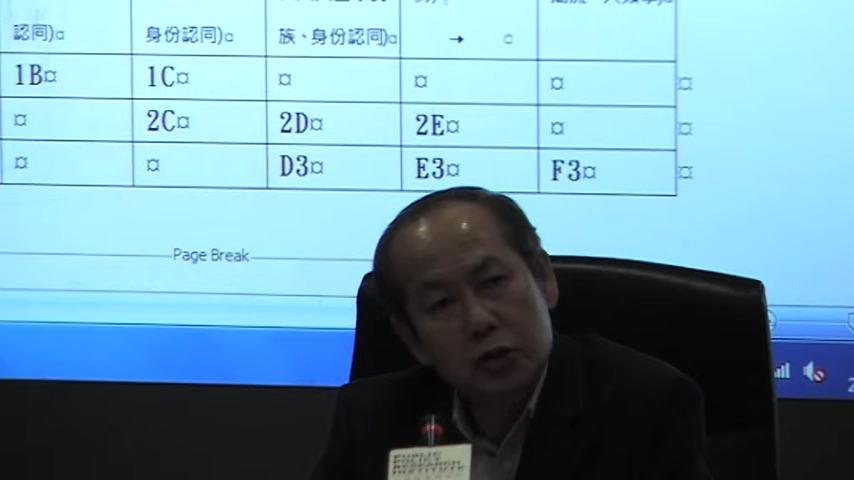 認同)¤
身份認同)¤
族、身份認同)¤
→ ¤
1B¤ 1C¤ ¤ ¤ ¤ ¤
¤ 2C¤ 2D¤ 2E¤ ¤ ¤
¤ ¤ D3¤ E3¤ F3¤ ¤
Page Break
PUBLIC
POLICY
RESEARCH
INSTITUTE